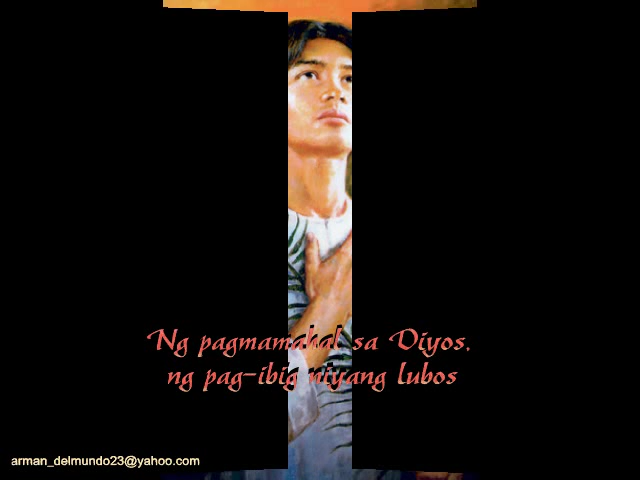 Ng pagmamahal sa Diyos,
ng pag-ibig niyang lubos
arman_delmundo23@yahoo.com